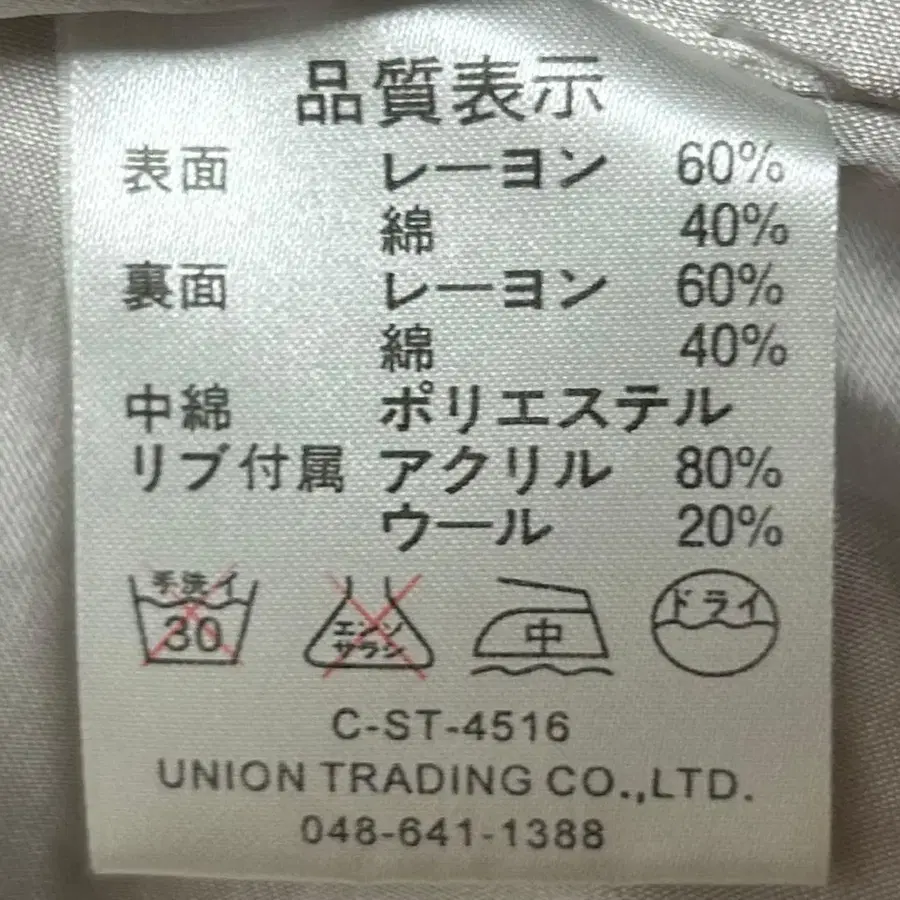 品質表示
表面 レーヨン 60%
綿 40%
裏面 レーヨン 60%
綿 40%
中綿 ポリエステル
リブ付属 アクリル 80%
ウール 20%
手洗イ 30 エンソサラシ 中 ドライ
C-ST-4516
UNION TRADING CO.,LTD.
048-641-1388